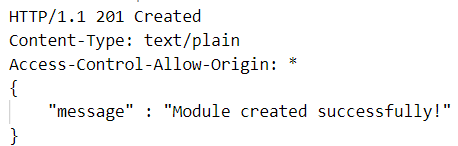 HTTP/1.1 201 Created
Content-Type: text/plain
Access-Control-Allow-Origin: *
{
    "message" : "Module created successfully!"
}